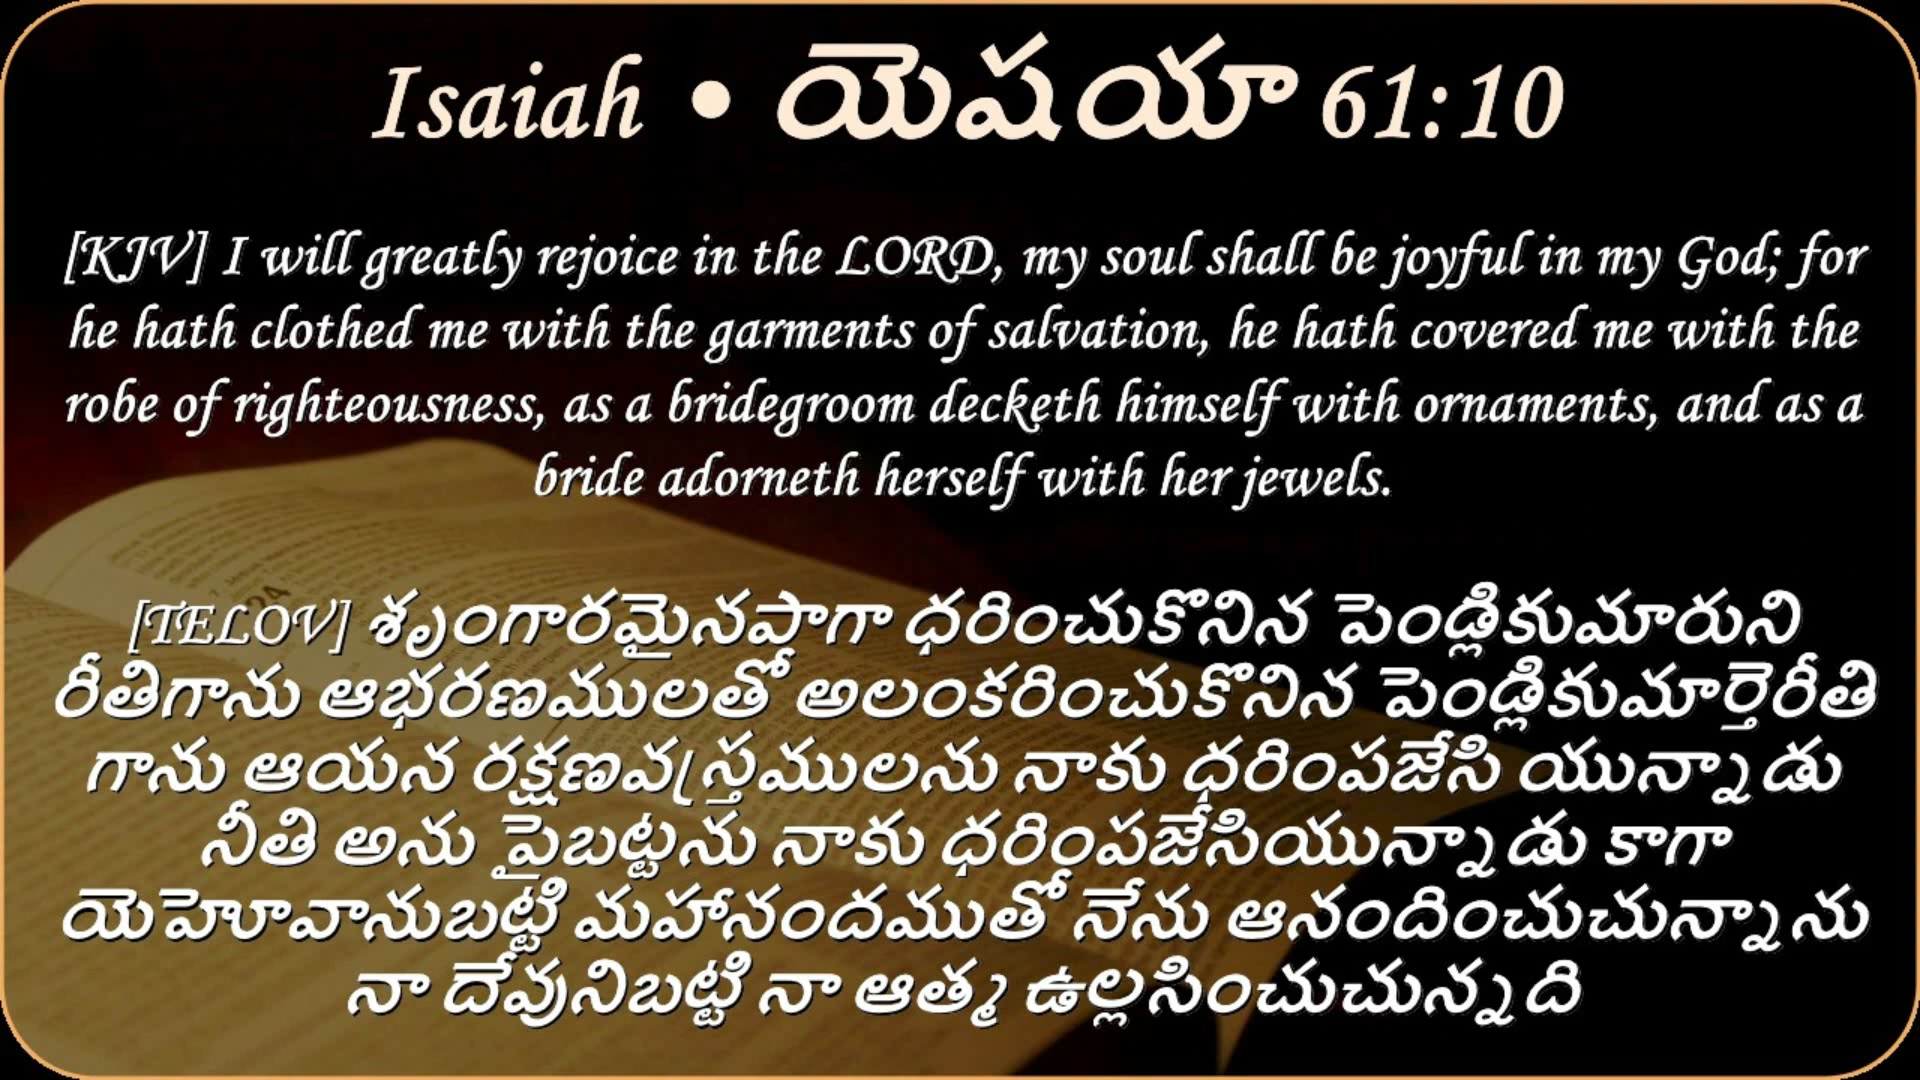 Isaiah • యెషయా 61:10
[KJV] I will greatly rejoice in the LORD, my soul shall be joyful in my God; for
he hath clothed me with the garments of salvation, he hath covered me with the
robe of righteousness, as a bridegroom decketh himself with ornaments, and as a
bride adorneth herself with her jewels.
[TELOV] శృంగారమైనపాగా ధరించుకొనిన పెండ్లికుమారుని
రీతిగాను ఆభరణములతో అలంకరించుకొనిన పెండ్లికుమార్తెరీతి
గాను ఆయన రక్షణవస్త్రములను నాకు ధరింపజేసి యున్నాడు
నీతి అను పైబట్టను నాకు ధరింపజేసియున్నాడు కాగా
యెహోవానుబట్టి మహానందముతో నేను ఆనందించుచున్నాను
నా దేవునిబట్టి నా ఆత్మ ఉల్లసించుచున్నది
24